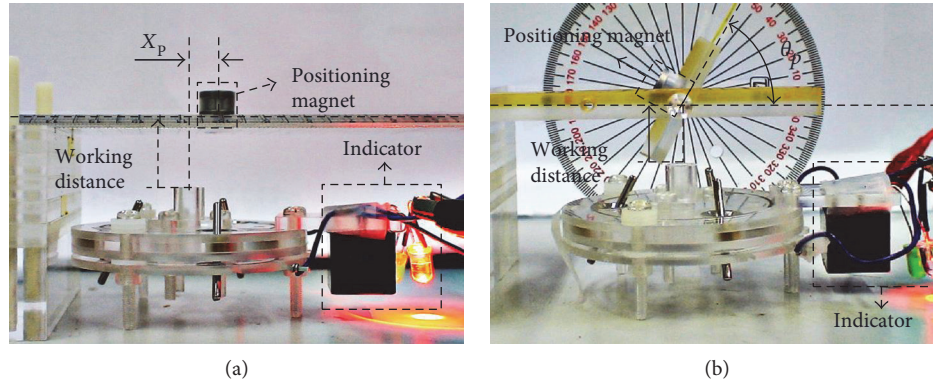 X_P
Positioning
magnet
Working
distance
Indicator
(a)
Positioning magnet
θ_P
Working
distance
Indicator
(b)